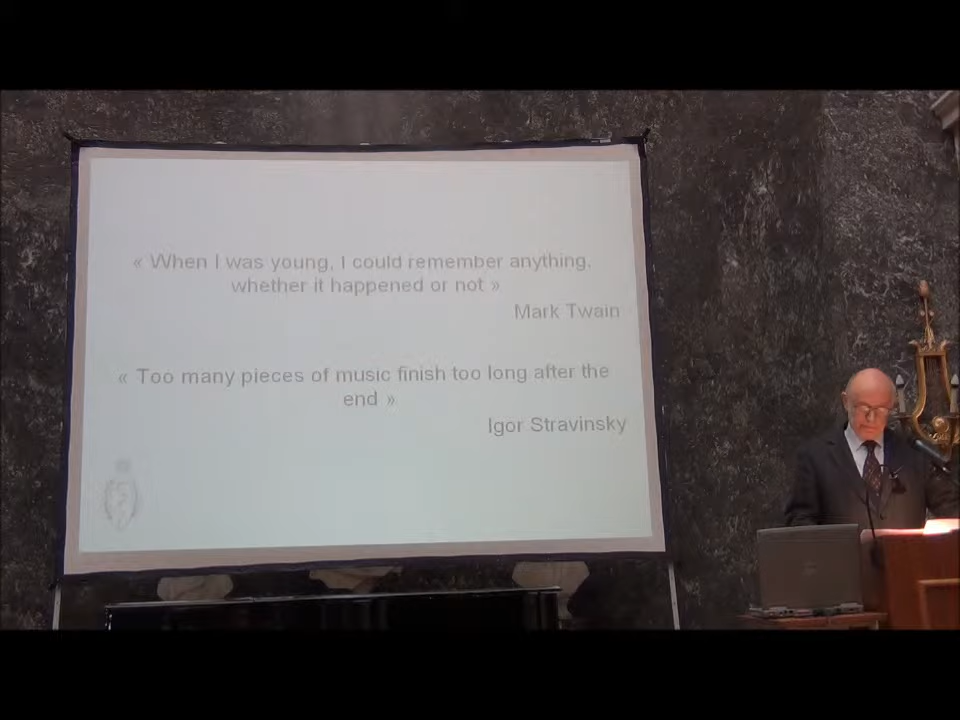 « When I was young, I could remember anything,
whether it happened or not »
Mark Twain
« Too many pieces of music finish too long after the
end »
Igor Stravinsky